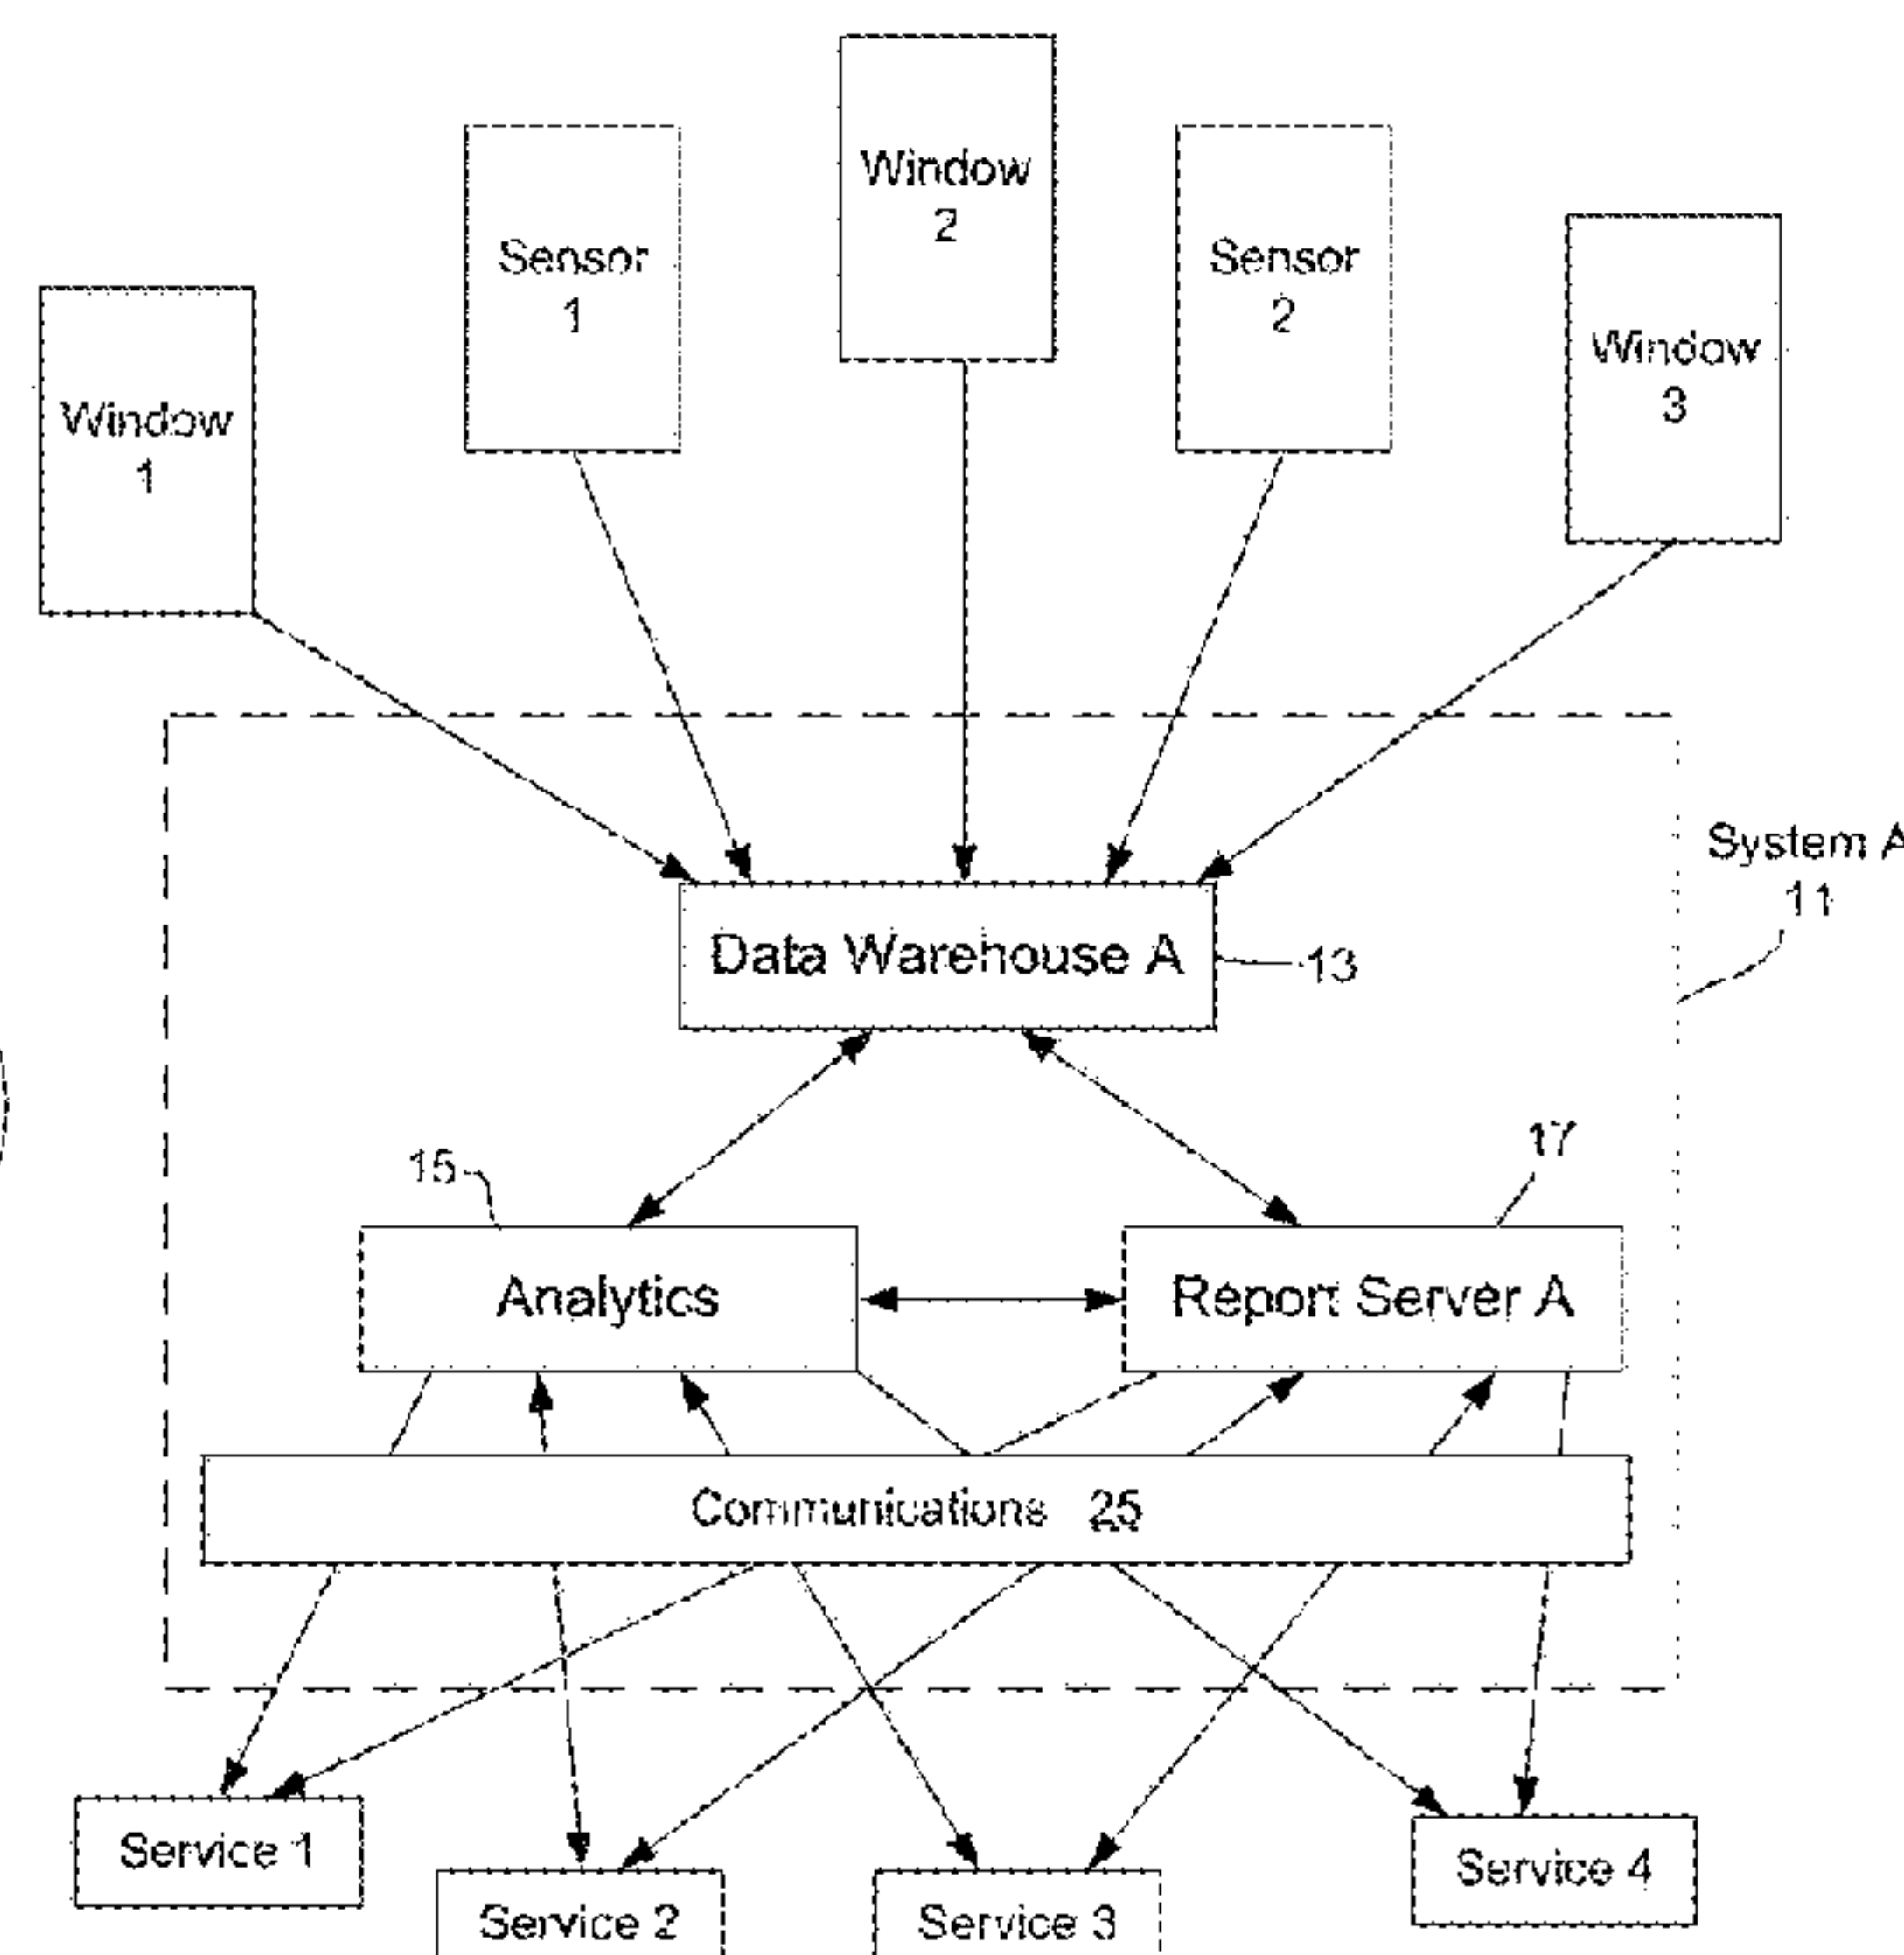 Window
2
Sensor
1
Sensor
2
Window
3
Window
1
System A
11
Data Warehouse A
13
15
17
Analytics
Report Server A
Communications 25
Service 1
Service 4
Service 2
Service 3